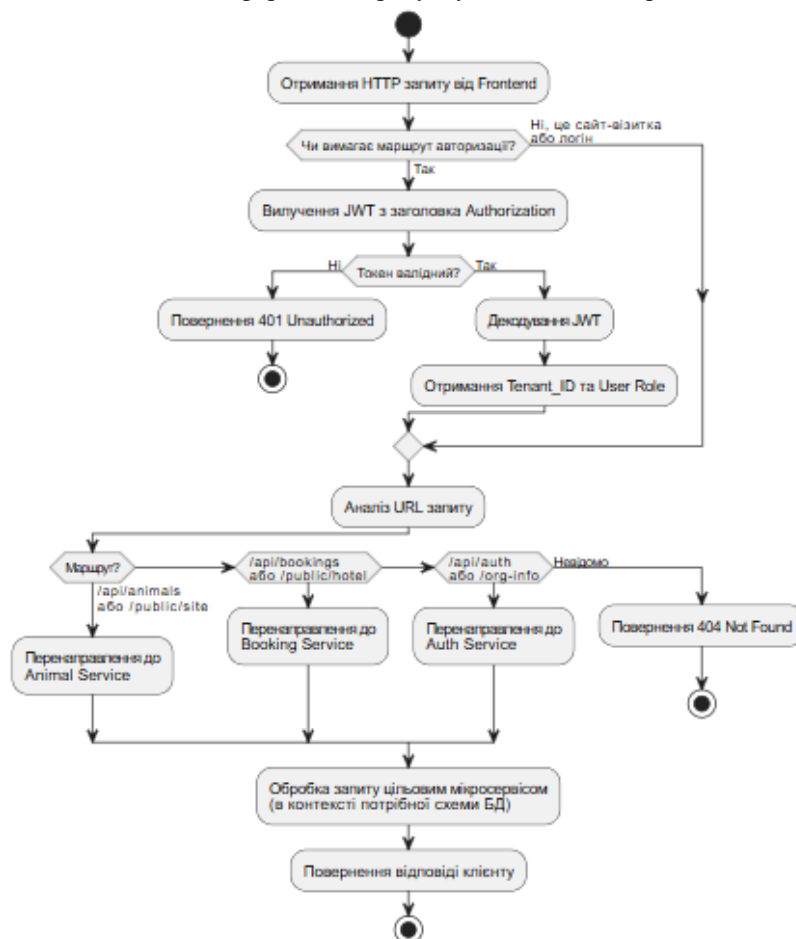 Отримання HTTP запиту від Frontend
Чи вимагає маршрут авторизації?
Ні, це сайт-візитка
або логін
Так
Вилучення JWT з заголовка Authorization
Ні
Токен валідний?
Так
Повернення 401 Unauthorized
Декодування JWT
Отримання Tenant_ID та User Role
Аналіз URL запиту
Маршрут?
/api/bookings
або /public/hotel
/api/auth
або /org-info
Невідомо
/api/animals
або /public/site
Перенаправлення до
Animal Service
Перенаправлення до
Booking Service
Перенаправлення до
Auth Service
Повернення 404 Not Found
Обробка запиту цільовим мікросервісом
(в контексті потрібної схеми БД)
Повернення відповіді клієнту